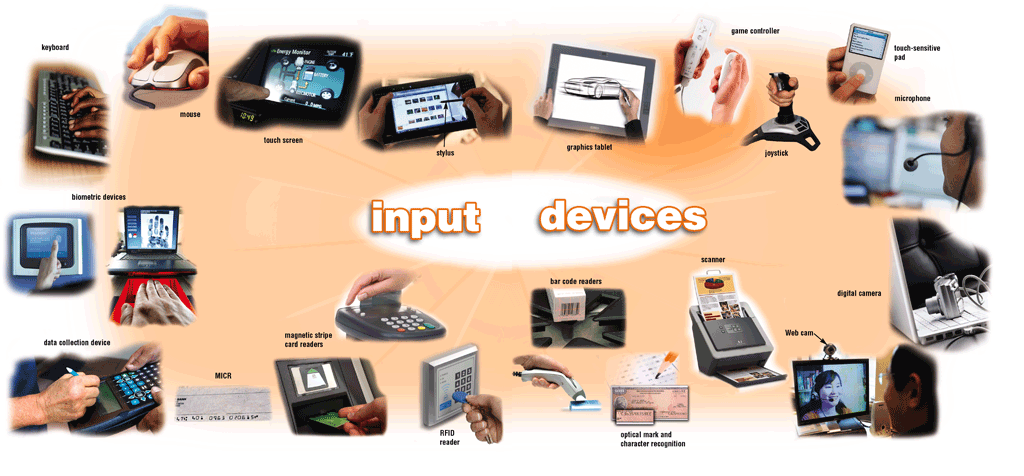 keyboard
mouse
Energy Monitor
touch screen
stylus
graphics tablet
game controller
joystick
touch-sensitive
pad
microphone
biometric devices
input devices
data collection device
MICR
magnetic stripe
card readers
RFID
reader
bar code readers
optical mark and
character recognition
scanner
digital camera
Web cam